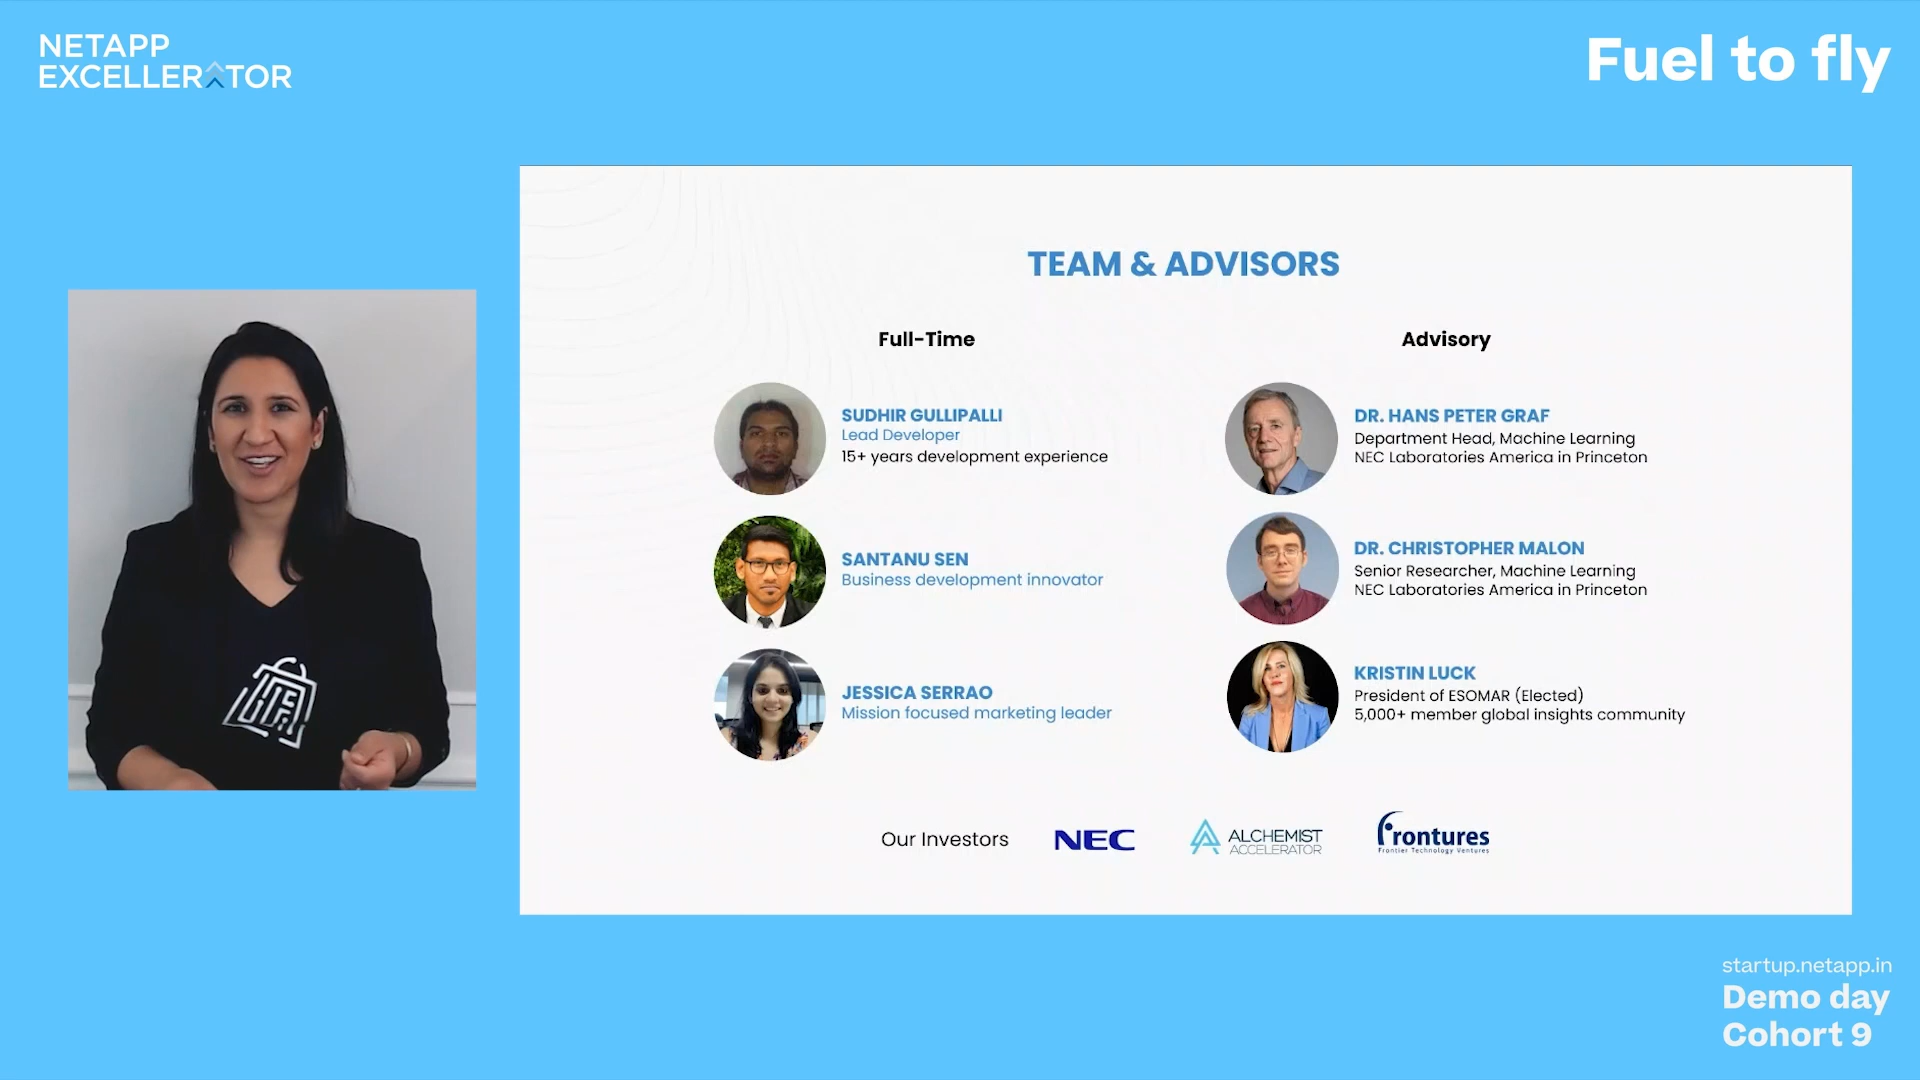 NETAPP
EXCELLERATOR
Fuel to fly
TEAM & ADVISORS
Full-Time
SUDHIR GULLIPALLI
Lead Developer
15+ years development experience
SANTANU SEN
Business development innovator
JESSICA SERRAO
Mission focused marketing leader
Advisory
DR. HANS PETER GRAF
Department Head, Machine Learning
NEC Laboratories America in Princeton
DR. CHRISTOPHER MALON
Senior Researcher, Machine Learning
NEC Laboratories America in Princeton
KRISTIN LUCK
President of ESOMAR (Elected)
5,000+ member global insights community
Our Investors
NEC
ALCHEMIST
ACCELERATOR
Frontures
Frontier Technology Ventures
startup.netapp.in
Demo day
Cohort 9